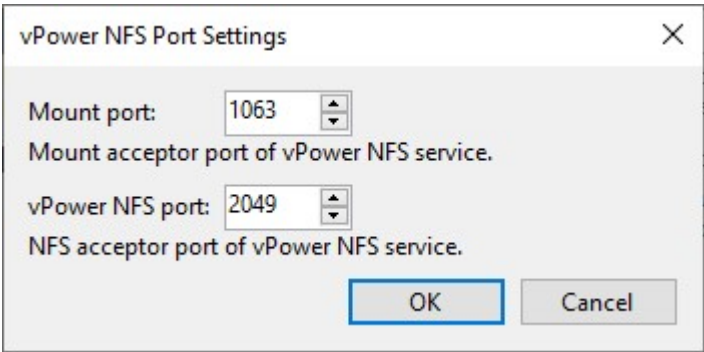 vPower NFS Port Settings
Mount port: 1063
Mount acceptor port of vPower NFS service.
vPower NFS port: 2049
NFS acceptor port of vPower NFS service.
OK Cancel